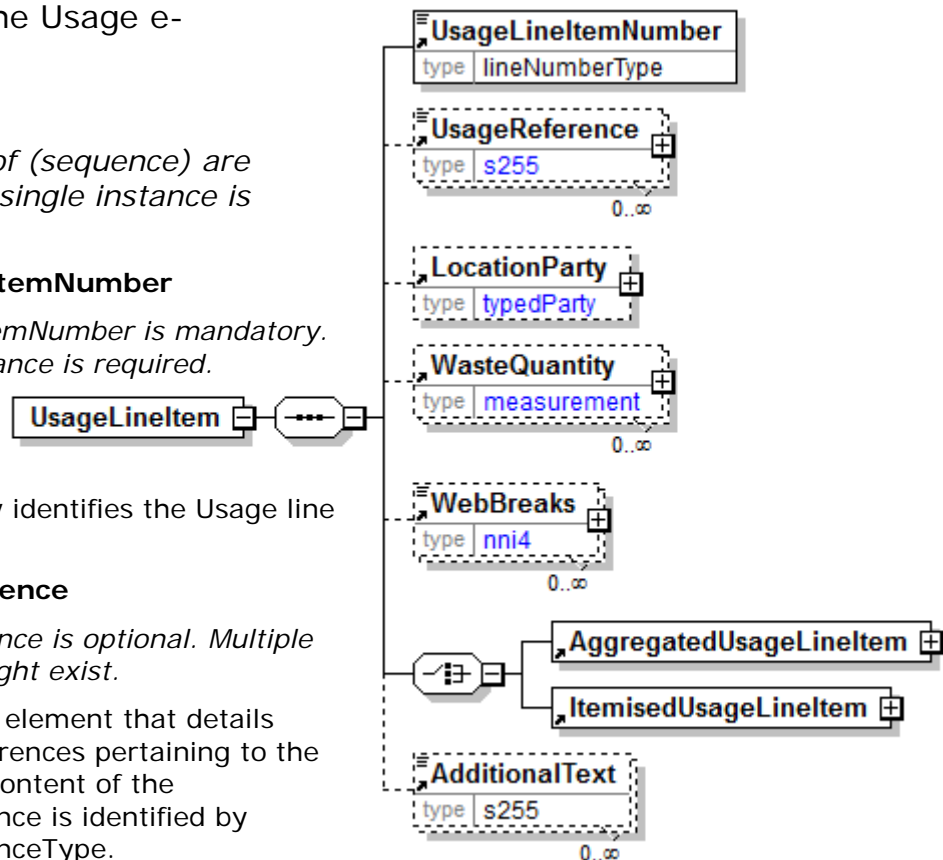 ne Usage e-
of (sequence) are
single instance is
temNumber
emNumber is mandatory.
ance is required.
identifies the Usage line
ence
nce is optional. Multiple
ght exist.
element that details
rences pertaining to the
ontent of the
nce is identified by
nceType.
UsageLineItem
UsageLineItemNumber
type lineNumberType
UsageReference
type s255
0..∞
LocationParty
type typedParty
WasteQuantity
type measurement
0..∞
WebBreaks
type nni4
0..∞
AggregatedUsageLineItem
ItemisedUsageLineItem
AdditionalText
type s255
0..∞